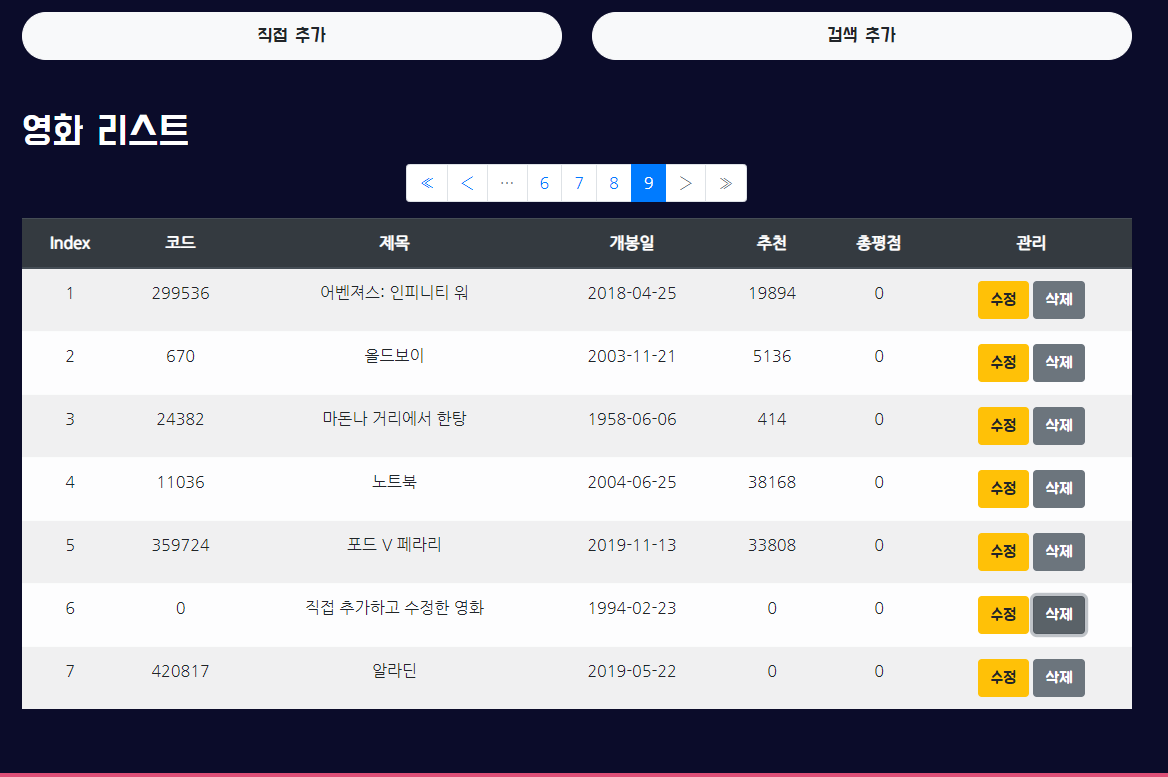 직접 추가 검색 추가
영화 리스트
≪ < ... 6 7 8 9 > ≫
Index 코드 제목 개봉일 추천 총평점 관리
1 299536 어벤져스: 인피니티 워 2018-04-25 19894 0 수정 삭제
2 670 올드보이 2003-11-21 5136 0 수정 삭제
3 24382 마돈나 거리에서 한탕 1958-06-06 414 0 수정 삭제
4 11036 노트북 2004-06-25 38168 0 수정 삭제
5 359724 포드 V 페라리 2019-11-13 33808 0 수정 삭제
6 0 직접 추가하고 수정한 영화 1994-02-23 0 0 수정 삭제
7 420817 알라딘 2019-05-22 0 0 수정 삭제